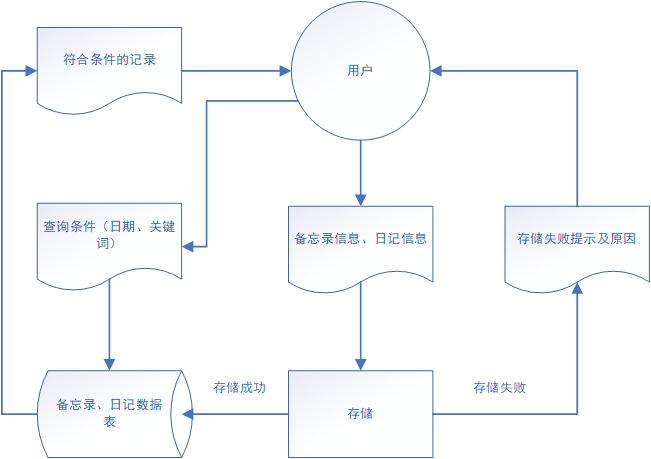 符合条件的记录
用户
查询条件（日期、关键
词）
备忘录信息、日记信息
存储失败提示及原因
存储成功
存储失败
备忘录、日记数据
表
存储